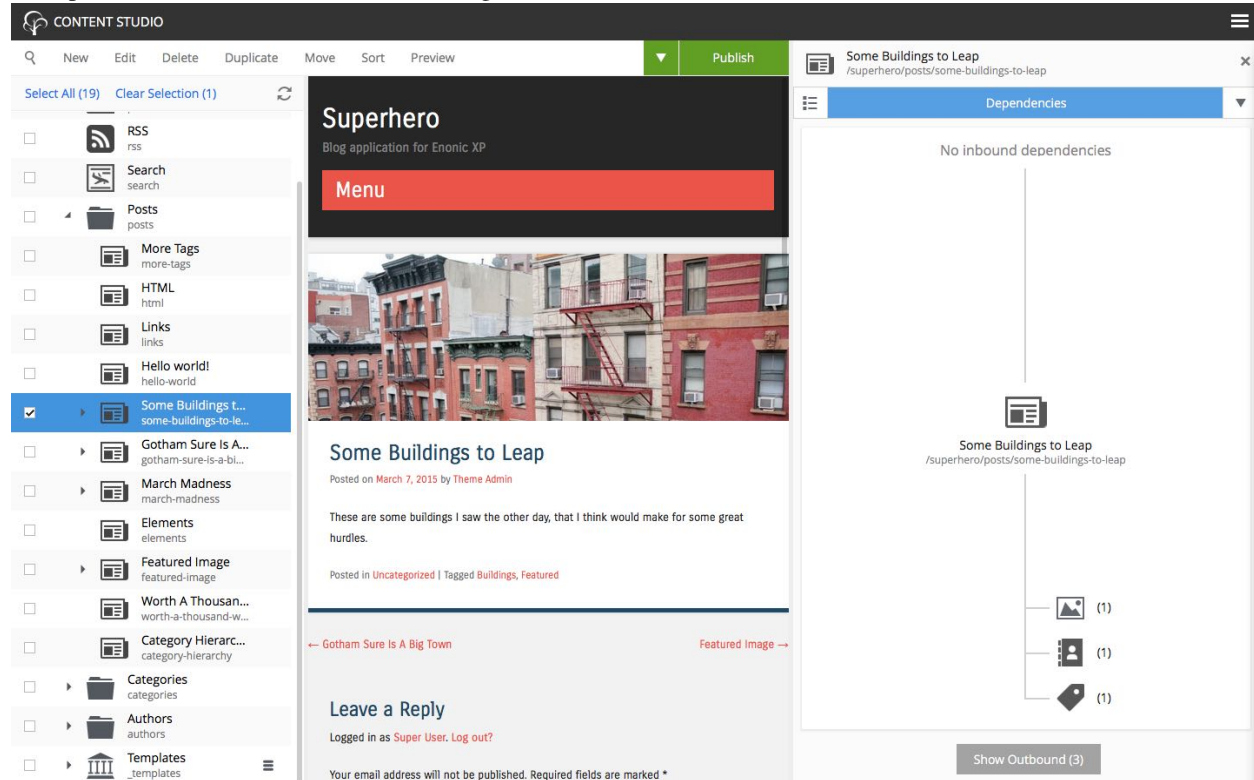 CONTENT STUDIO
New Edit Delete Duplicate Move Sort Preview Publish
Select All (19) Clear Selection (1)
RSS
rss
Search
search
Posts
posts
More Tags
more-tags
HTML
html
Links
links
Hello world!
hello-world
Some Buildings t...
some-buildings-to-le...
Gotham Sure Is A...
gotham-sure-is-a-bi...
March Madness
march-madness
Elements
elements
Featured Image
featured-image
Worth A Thousan...
worth-a-thousand-w...
Category Hierarc...
category-hierarchy
Categories
categories
Authors
authors
Templates
_templates
Superhero
Blog application for Enonic XP
Menu
Some Buildings to Leap
Posted on March 7, 2015 by Theme Admin
These are some buildings I saw the other day, that I think would make for some great
hurdles.
Posted in Uncategorized | Tagged Buildings, Featured
← Gotham Sure Is A Big Town Featured Image →
Leave a Reply
Logged in as Super User. Log out?
Your email address will not be published. Required fields are marked *
Some Buildings to Leap
/superhero/posts/some-buildings-to-leap
Dependencies
No inbound dependencies
Some Buildings to Leap
/superhero/posts/some-buildings-to-leap
(1)
(1)
(1)
Show Outbound (3)